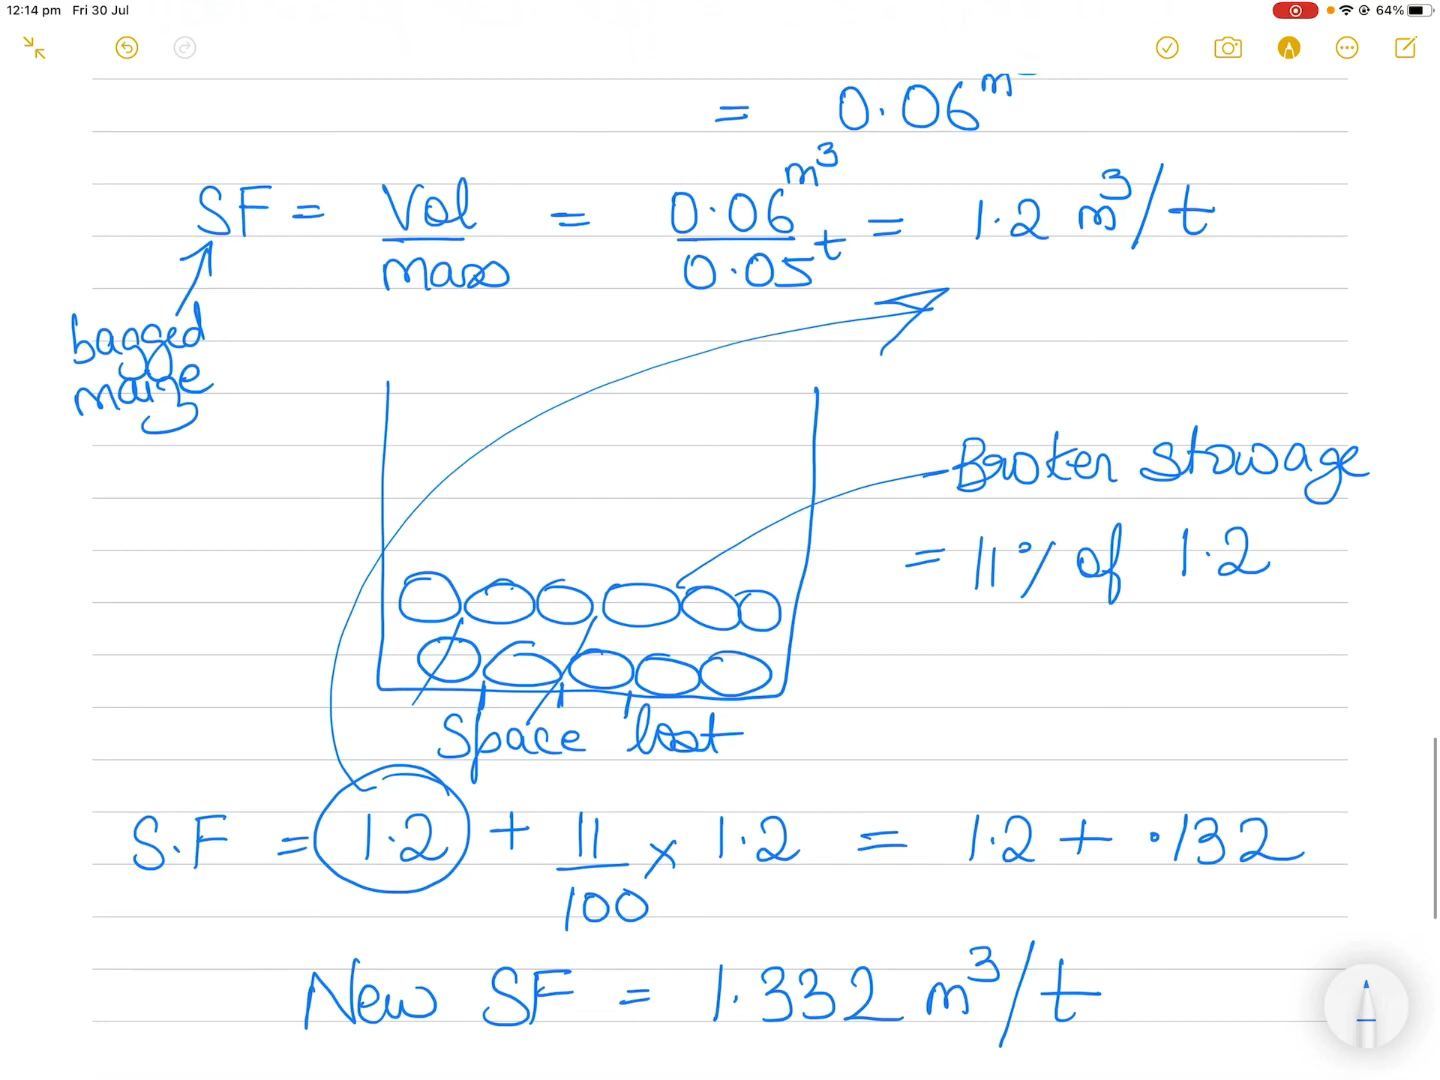 12:14 pm Fri 30 Jul 64%
= 0.06 m
SF = Vol / mass = 0.06 m³ / 0.05 t = 1.2 m³/t
bagged
maize
Broken stowage
= 11% of 1.2
Space lost
S.F = 1.2 + 11/100 × 1.2 = 1.2 + .132
New SF = 1.332 m³/t